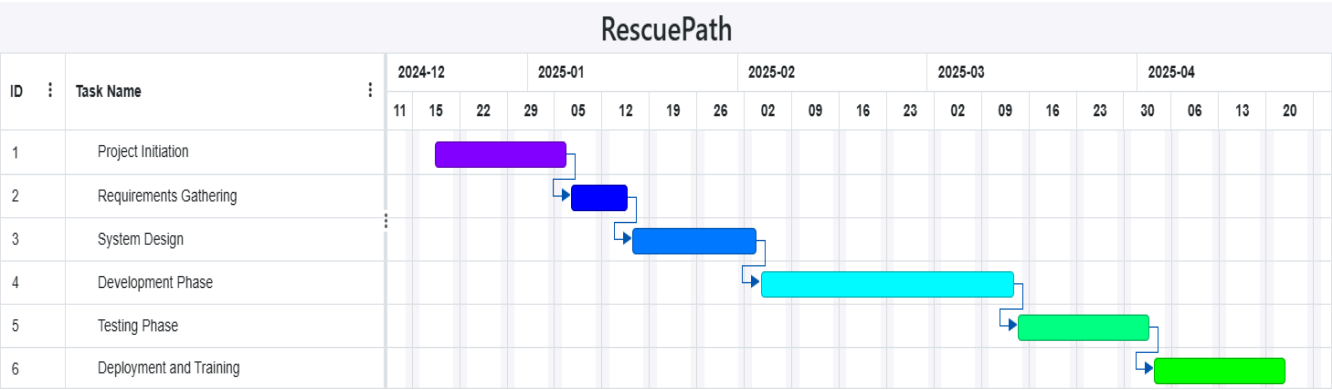 RescuePath
ID Task Name 2024-12 2025-01 2025-02 2025-03 2025-04
11 15 22 29 05 12 19 26 02 09 16 23 02 09 16 23 30 06 13 20
1 Project Initiation
2 Requirements Gathering
3 System Design
4 Development Phase
5 Testing Phase
6 Deployment and Training